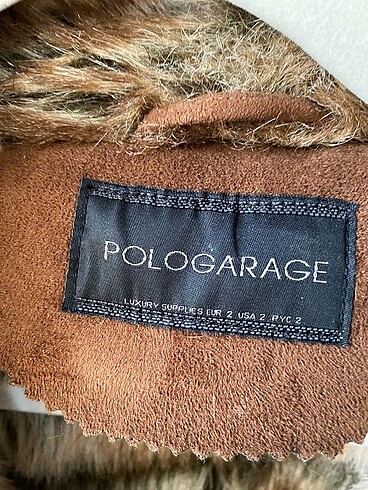 POLOGARAGE
LUXURY SUPPLIES EUR 2 USA 2 PYC 2